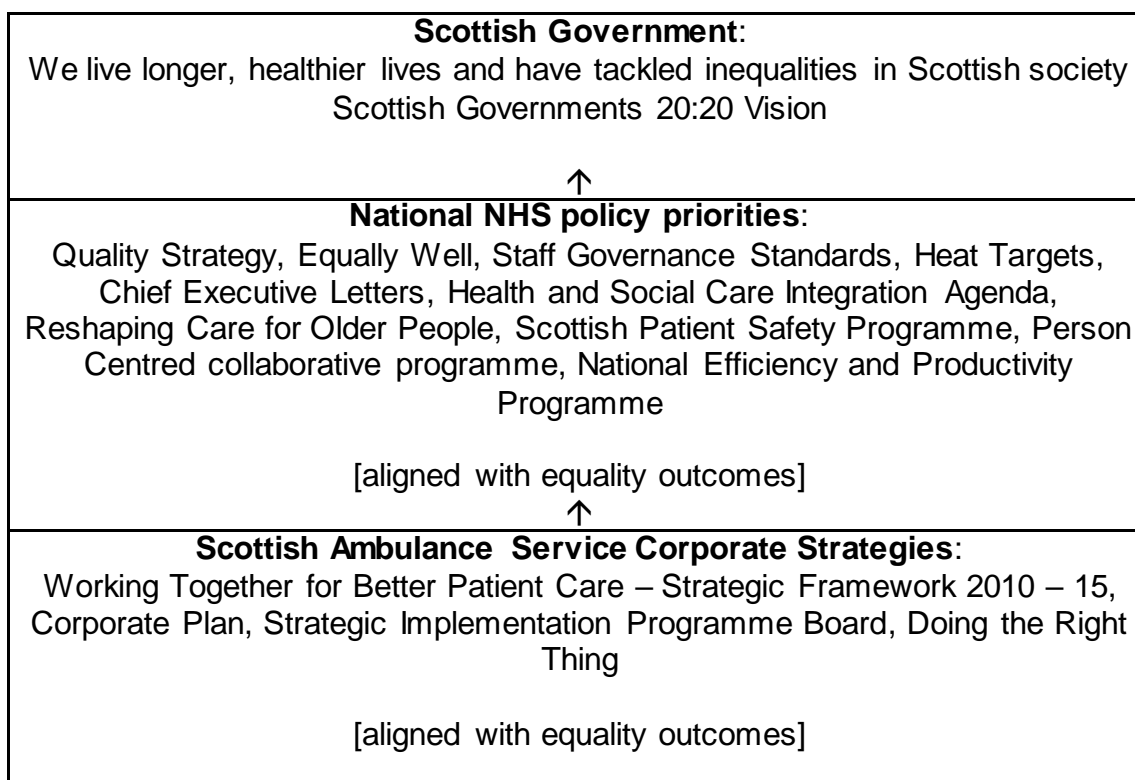 Scottish Government:
We live longer, healthier lives and have tackled inequalities in Scottish society
Scottish Governments 20:20 Vision
↑
National NHS policy priorities:
Quality Strategy, Equally Well, Staff Governance Standards, Heat Targets,
Chief Executive Letters, Health and Social Care Integration Agenda,
Reshaping Care for Older People, Scottish Patient Safety Programme, Person
Centred collaborative programme, National Efficiency and Productivity
Programme
[aligned with equality outcomes]
↑
Scottish Ambulance Service Corporate Strategies:
Working Together for Better Patient Care – Strategic Framework 2010 – 15,
Corporate Plan, Strategic Implementation Programme Board, Doing the Right
Thing
[aligned with equality outcomes]